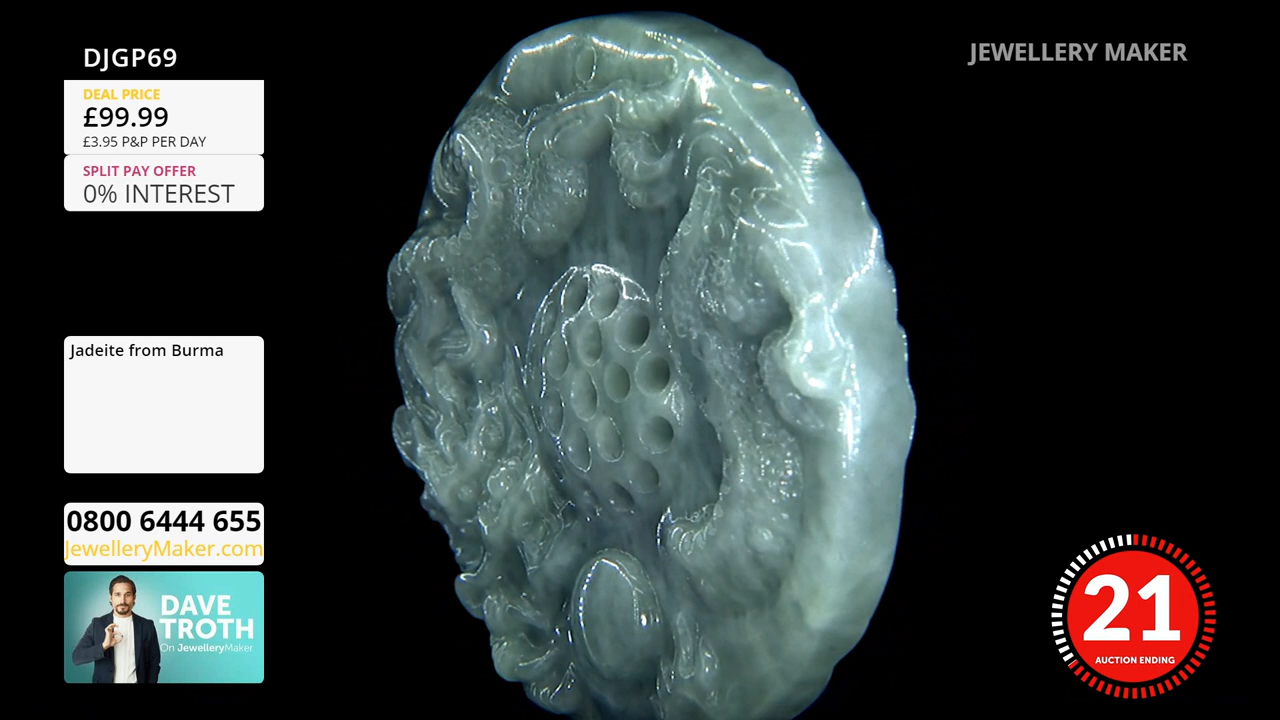 DJGP69
DEAL PRICE
£99.99
£3.95 P&P PER DAY
SPLIT PAY OFFER
0% INTEREST
Jadeite from Burma
0800 6444 655
JewelleryMaker.com
DAVE
TROTH
On JewelleryMaker
JEWELLERY MAKER
21
AUCTION ENDING